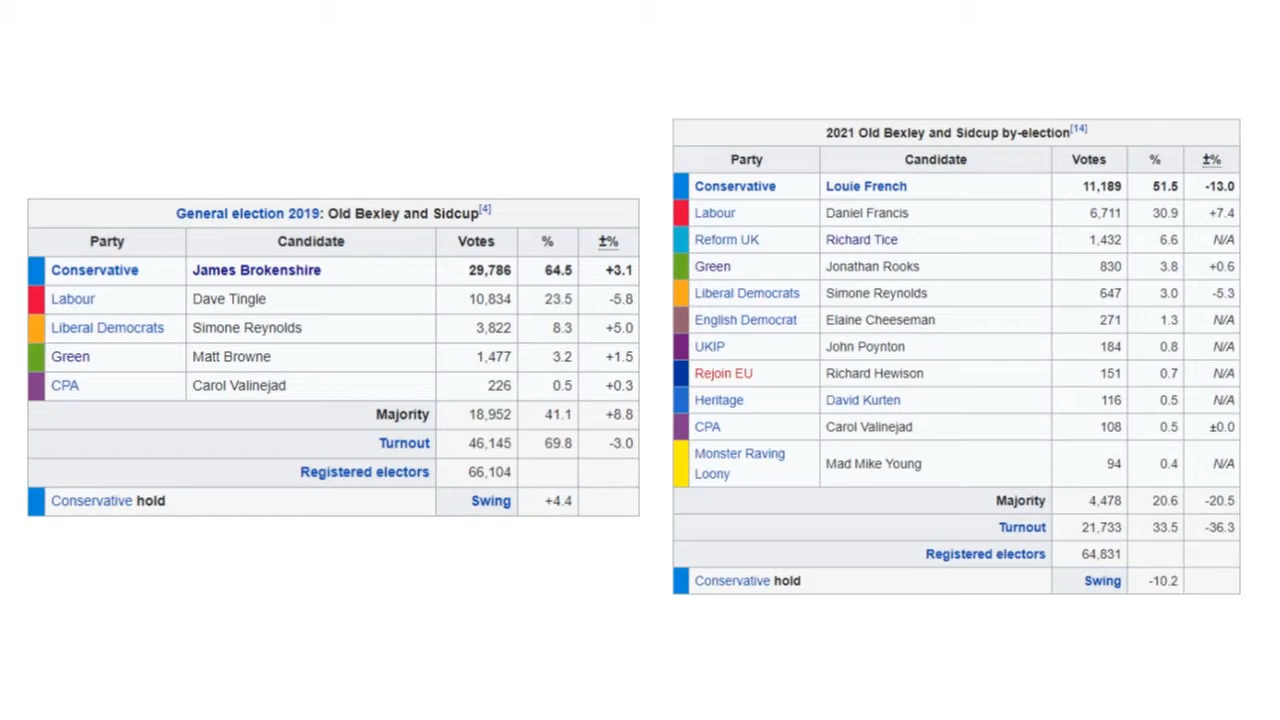 General election 2019: Old Bexley and Sidcup[4]
Party Candidate Votes % ±%
Conservative James Brokenshire 29,786 64.5 +3.1
Labour Dave Tingle 10,834 23.5 -5.8
Liberal Democrats Simone Reynolds 3,822 8.3 +5.0
Green Matt Browne 1,477 3.2 +1.5
CPA Carol Valinejad 226 0.5 +0.3
Majority 18,952 41.1 +8.8
Turnout 46,145 69.8 -3.0
Registered electors 66,104
Conservative hold Swing +4.4
2021 Old Bexley and Sidcup by-election[14]
Party Candidate Votes % ±%
Conservative Louie French 11,189 51.5 -13.0
Labour Daniel Francis 6,711 30.9 +7.4
Reform UK Richard Tice 1,432 6.6 N/A
Green Jonathan Rooks 830 3.8 +0.6
Liberal Democrats Simone Reynolds 647 3.0 -5.3
English Democrat Elaine Cheeseman 271 1.3 N/A
UKIP John Poynton 184 0.8 N/A
Rejoin EU Richard Hewison 151 0.7 N/A
Heritage David Kurten 116 0.5 N/A
CPA Carol Valinejad 108 0.5 ±0.0
Monster Raving
Loony Mad Mike Young 94 0.4 N/A
Majority 4,478 20.6 -20.5
Turnout 21,733 33.5 -36.3
Registered electors 64,831
Conservative hold Swing -10.2